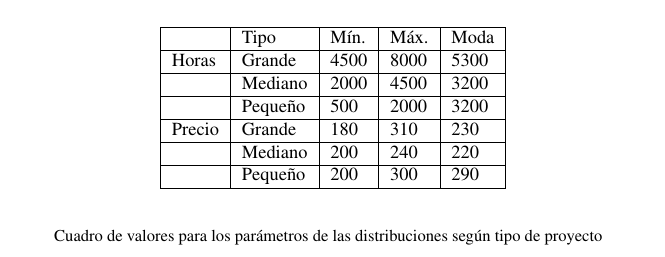 Tipo Mín. Máx. Moda
Horas Grande 4500 8000 5300
Mediano 2000 4500 3200
Pequeño 500 2000 3200
Precio Grande 180 310 230
Mediano 200 240 220
Pequeño 200 300 290
Cuadro de valores para los parámetros de las distribuciones según tipo de proyecto